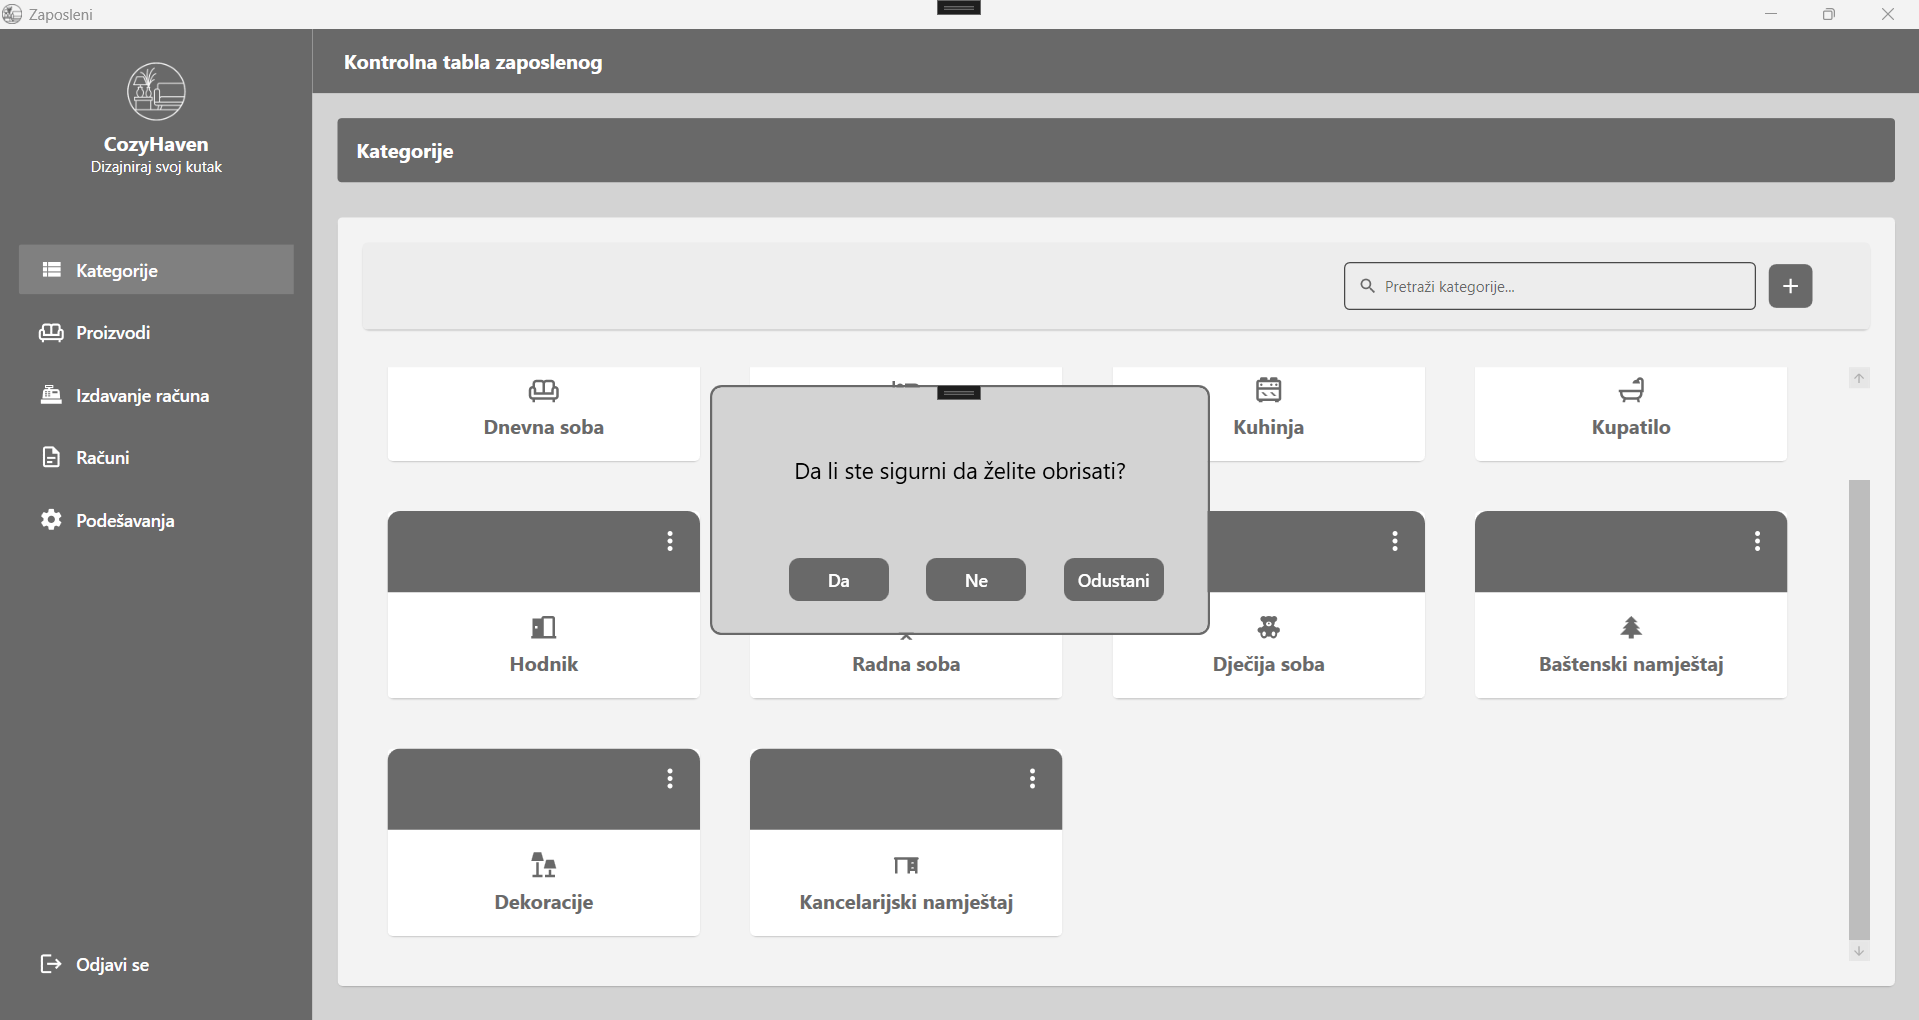 Zaposleni
Kontrolna tabla zaposlenog
CozyHaven
Dizajniraj svoj kutak
Kategorije
Proizvodi
Izdavanje računa
Računi
Podešavanja
Odjavi se
Kategorije
Pretraži kategorije...
Dnevna soba
Kuhinja
Kupatilo
Da li ste sigurni da želite obrisati?
Da
Ne
Odustani
Hodnik
Radna soba
Dječija soba
Baštenski namještaj
Dekoracije
Kancelarijski namještaj